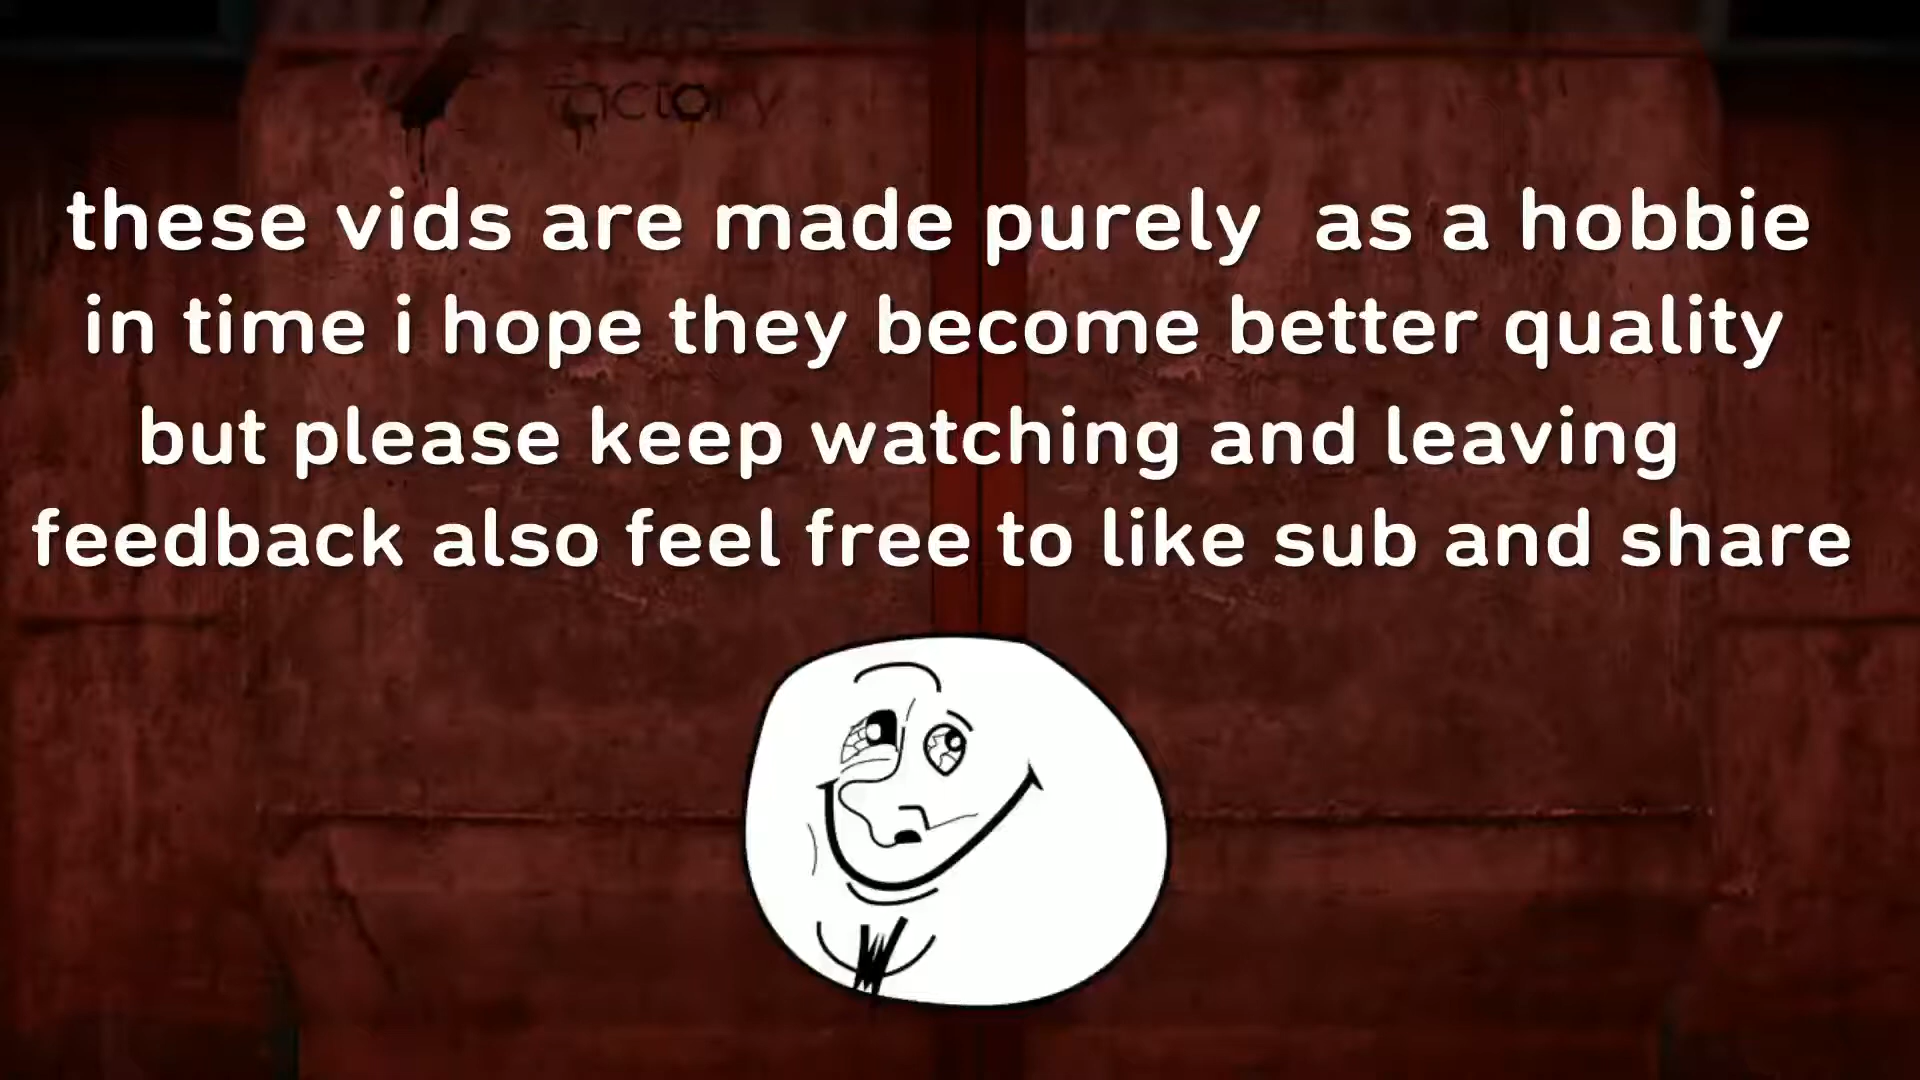 factory
these vids are made purely as a hobbie
in time i hope they become better quality
but please keep watching and leaving
feedback also feel free to like sub and share